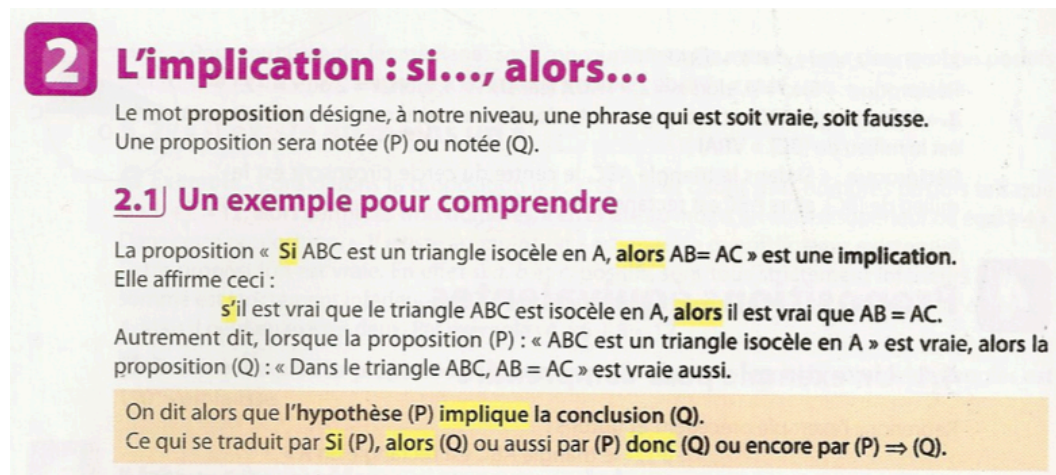 2 L'implication : si..., alors...
Le mot proposition désigne, à notre niveau, une phrase qui est soit vraie, soit fausse.
Une proposition sera notée (P) ou notée (Q).
2.1 Un exemple pour comprendre
La proposition « Si ABC est un triangle isocèle en A, alors AB= AC » est une implication.
Elle affirme ceci :
s'il est vrai que le triangle ABC est isocèle en A, alors il est vrai que AB = AC.
Autrement dit, lorsque la proposition (P) : « ABC est un triangle isocèle en A » est vraie, alors la
proposition (Q) : « Dans le triangle ABC, AB = AC » est vraie aussi.
On dit alors que l'hypothèse (P) implique la conclusion (Q).
Ce qui se traduit par Si (P), alors (Q) ou aussi par (P) donc (Q) ou encore par (P) ⇒ (Q).